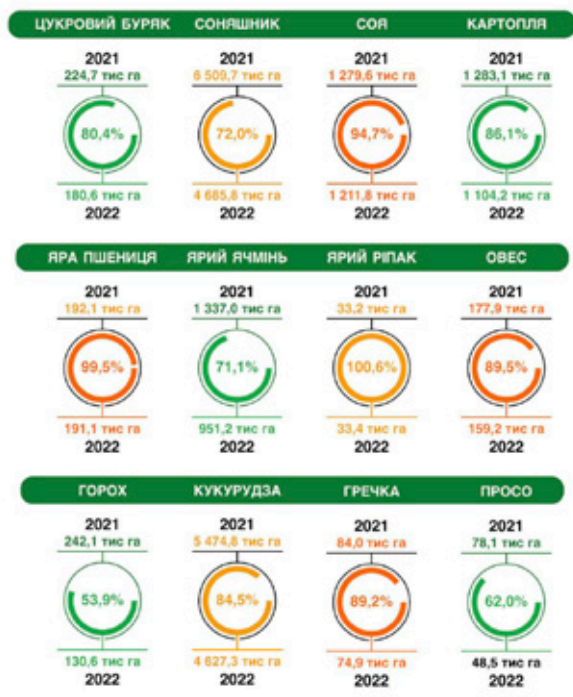 ЦУКРОВИЙ БУРЯК СОНЯШНИК СОЯ КАРТОПЛЯ
2021 2021 2021 2021
224,7 тис га 6 509,7 тис га 1 279,6 тис га 1 283,1 тис га
80,4% 72,0% 94,7% 86,1%
180,6 тис га 4 685,8 тис га 1 211,8 тис га 1 104,2 тис га
2022 2022 2022 2022
ЯРА ПШЕНИЦЯ ЯРИЙ ЯЧМІНЬ ЯРИЙ РІПАК ОВЕС
2021 2021 2021 2021
192,1 тис га 1 337,0 тис га 33,2 тис га 177,9 тис га
99,5% 71,1% 100,6% 89,5%
191,1 тис га 951,2 тис га 33,4 тис га 159,2 тис га
2022 2022 2022 2022
ГОРОХ КУКУРУДЗА ГРЕЧКА ПРОСО
2021 2021 2021 2021
242,1 тис га 5 474,8 тис га 84,0 тис га 78,1 тис га
53,9% 84,5% 89,2% 62,0%
130,6 тис га 4 627,3 тис га 74,9 тис га 48,5 тис га
2022 2022 2022 2022